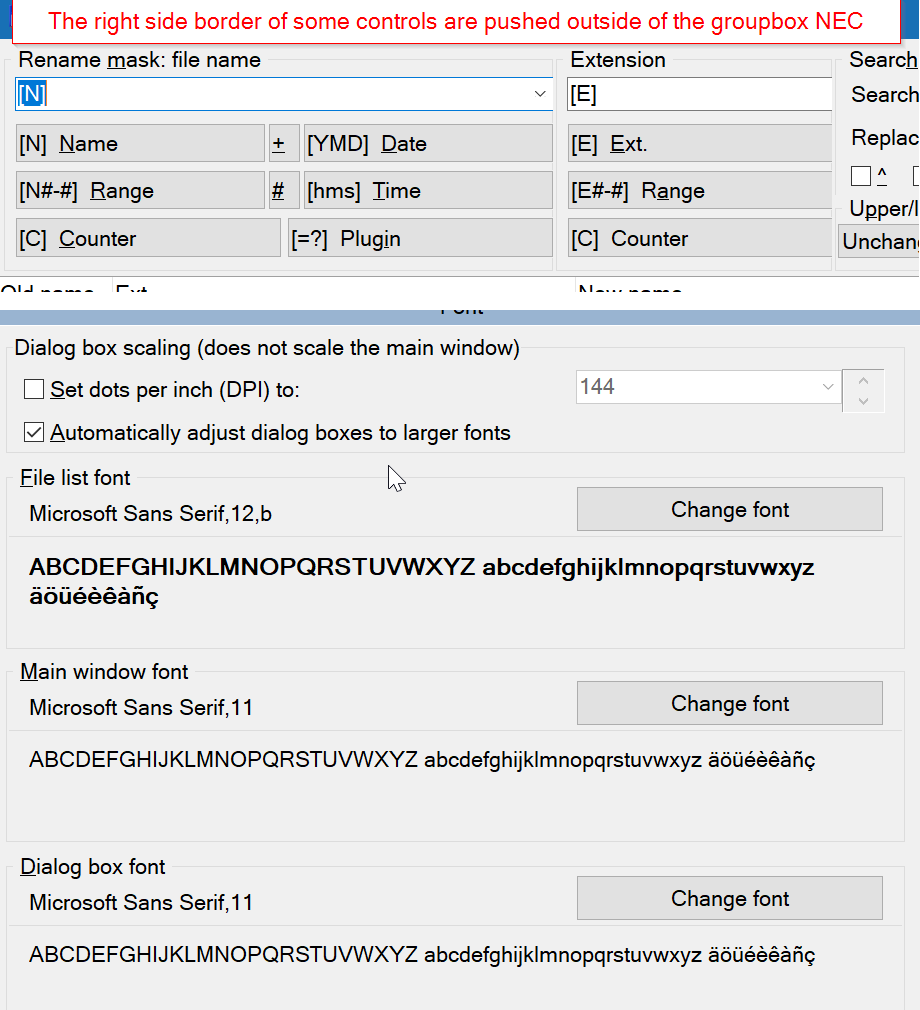 The right side border of some controls are pushed outside of the groupbox NEC
Rename mask: file name Extension Search
[N] [E] Search
[N] Name + [YMD] Date [E] Ext. Replac
[N#-#] Range # [hms] Time [E#-#] Range ^
Upper/l
[C] Counter [=?] Plugin [C] Counter Unchang
Old name Ext New name
Font
Dialog box scaling (does not scale the main window)
Set dots per inch (DPI) to: 144
Automatically adjust dialog boxes to larger fonts
File list font
Microsoft Sans Serif,12,b Change font
ABCDEFGHIJKLMNOPQRSTUVWXYZ abcdefghijklmnopqrstuvwxyz
äöüéèêàñç
Main window font
Microsoft Sans Serif,11 Change font
ABCDEFGHIJKLMNOPQRSTUVWXYZ abcdefghijklmnopqrstuvwxyz äöüéèêàñç
Dialog box font
Microsoft Sans Serif,11 Change font
ABCDEFGHIJKLMNOPQRSTUVWXYZ abcdefghijklmnopqrstuvwxyz äöüéèêàñç